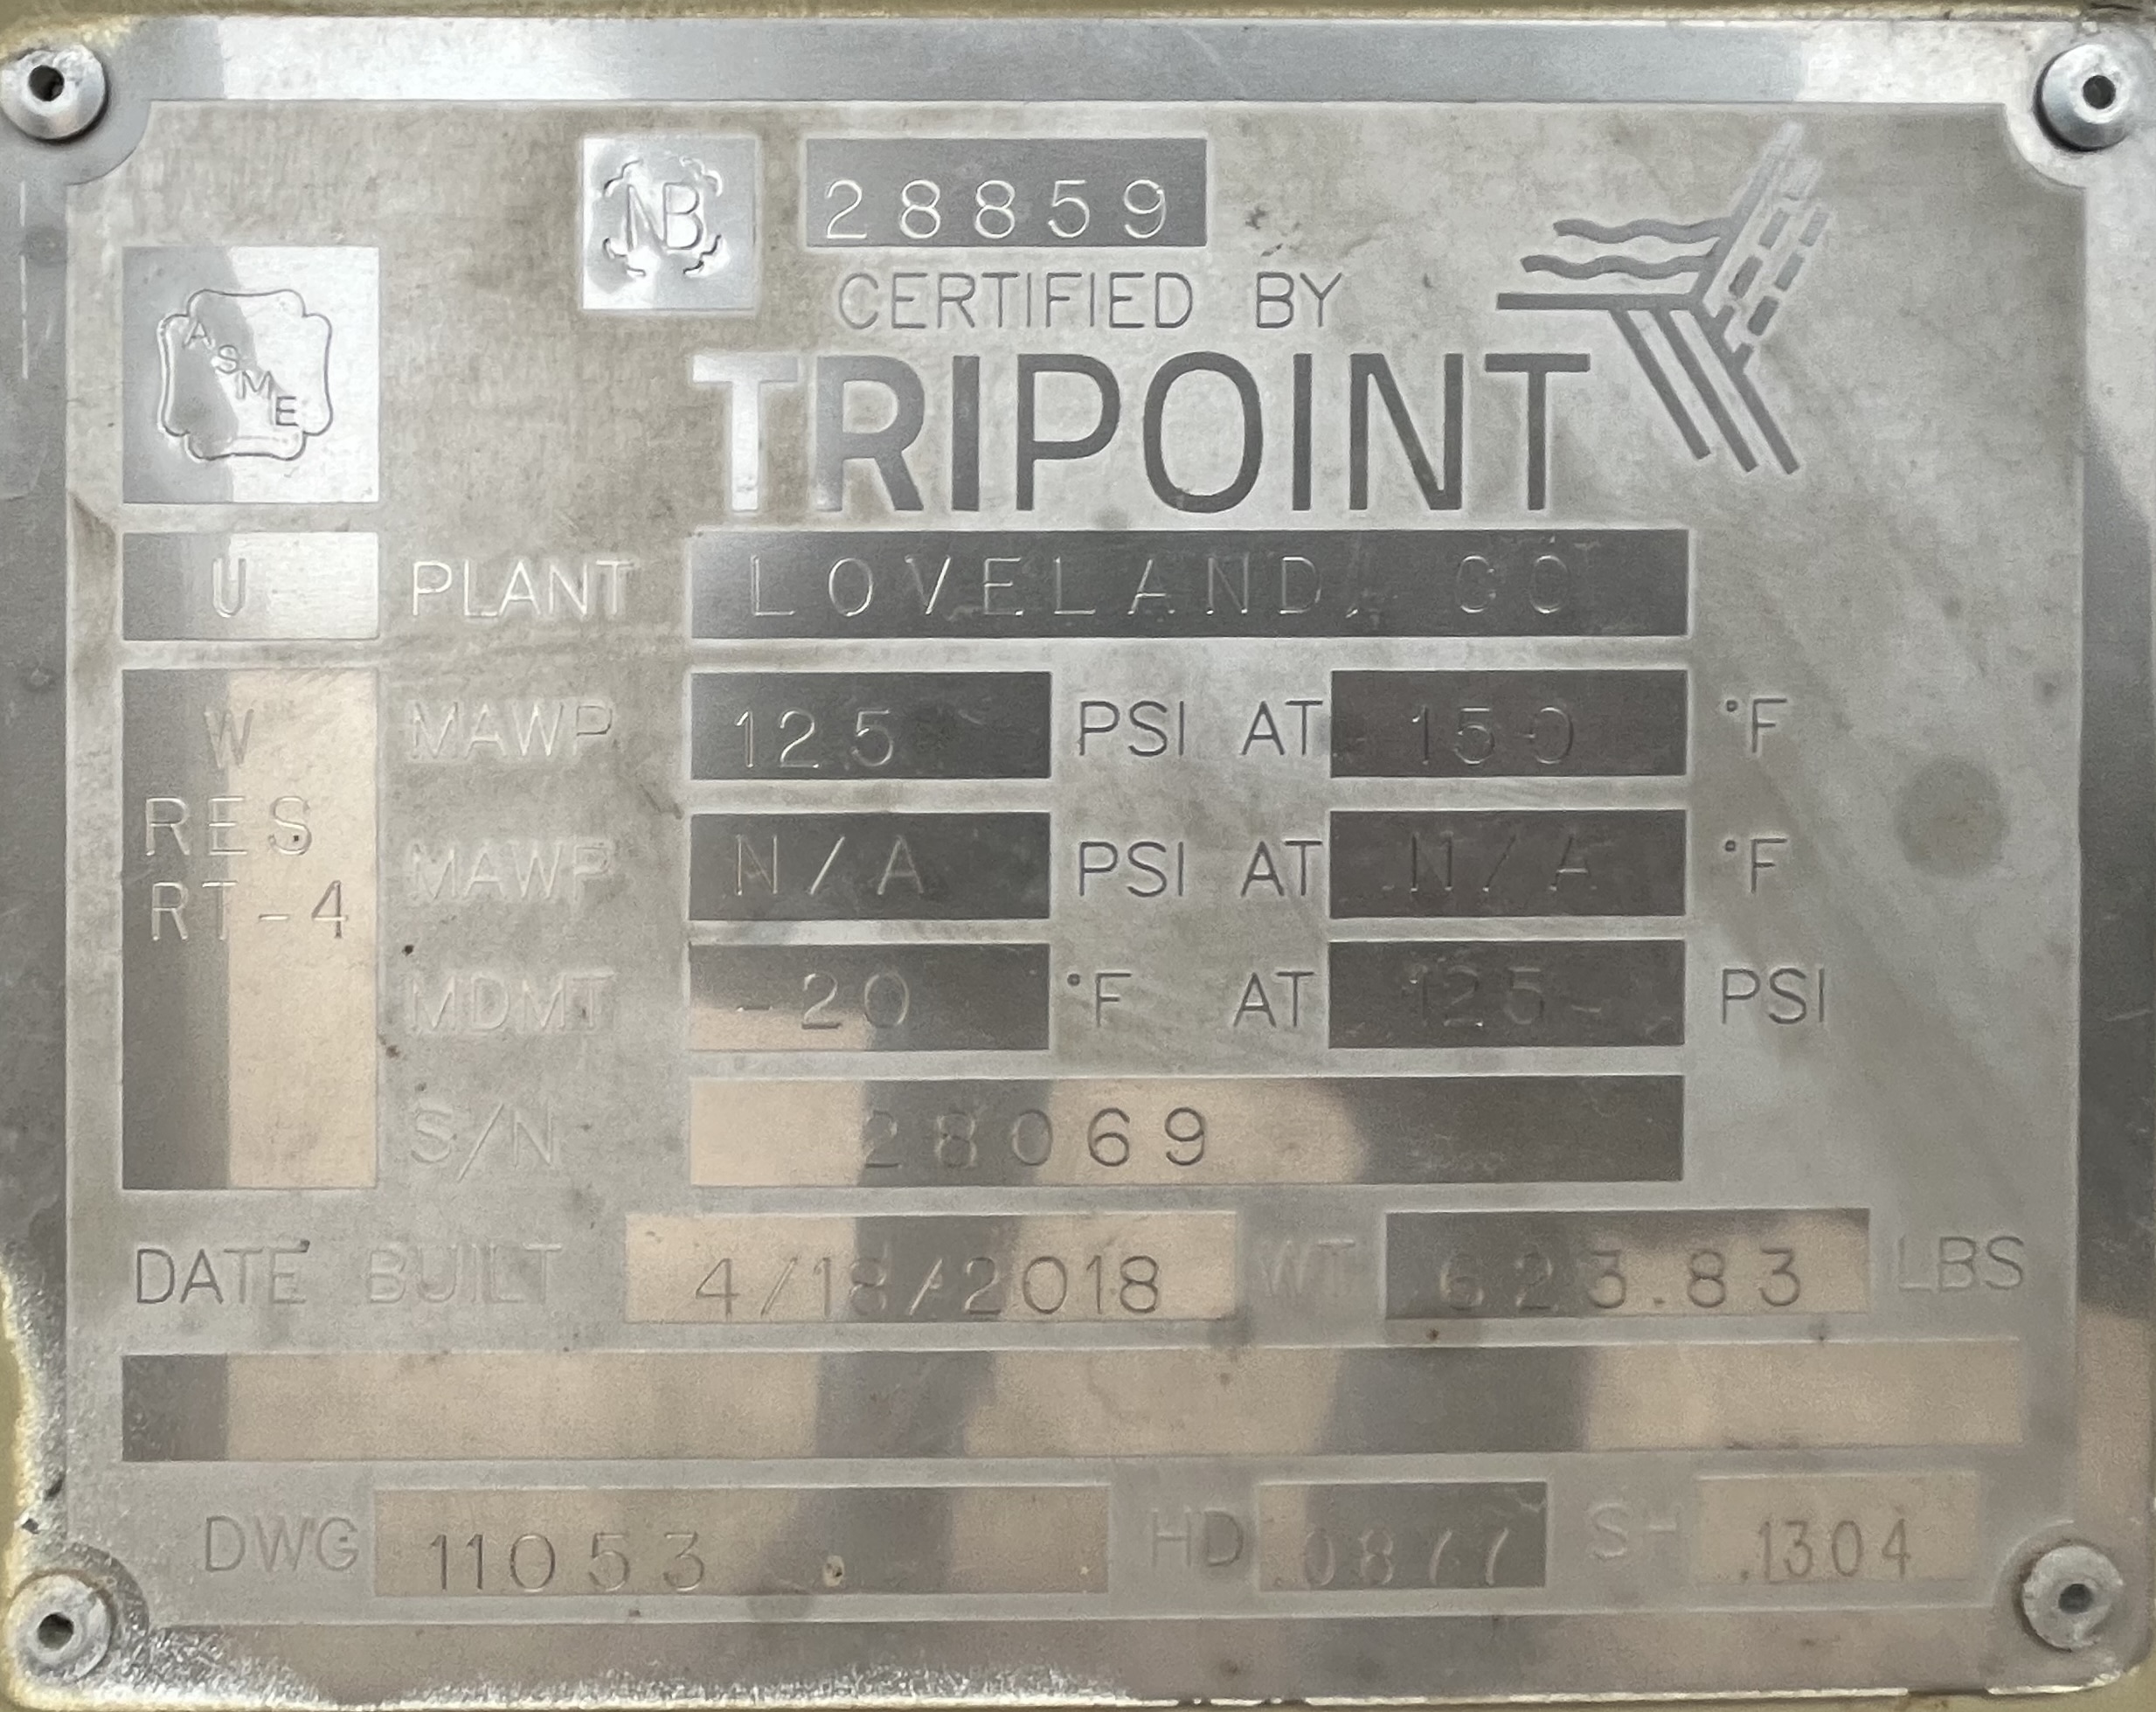 NB 28859
CERTIFIED BY
TRIPOINT
ASME
U PLANT LOVELAND, CO
W MAWP 125 PSI AT 150 °F
RES
RT-4 MAWP N/A PSI AT N/A °F
MDMT -20 °F AT 125 PSI
S/N 28069
DATE BUILT 4/18/2018 WT 623.83 LBS
DWG 11053 HD .0877 SH .1304